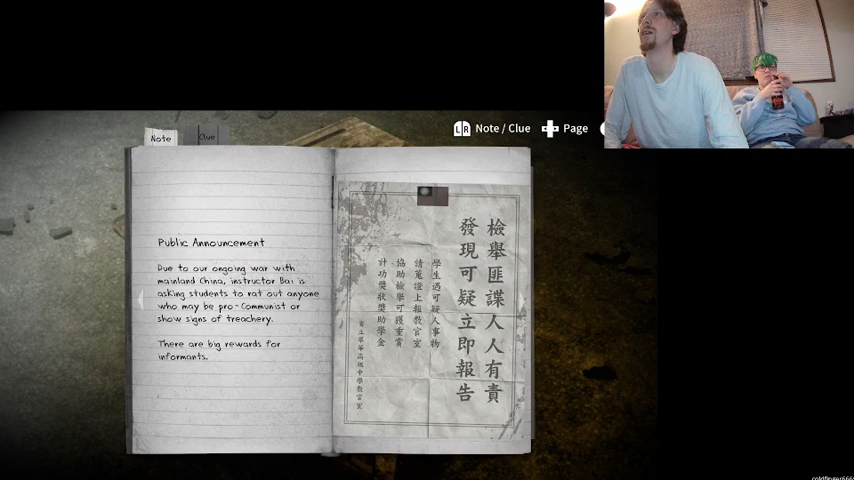 Note
Clue
LR Note / Clue
Page
Public Announcement
Due to our ongoing war with
mainland China, instructor Bai is
asking students to rat out anyone
who may be pro-Communist or
show signs of treachery.
There are big rewards for
informants.
檢舉匪諜人人有責
發現可疑立即報告
學生遇可疑人事物
請蒐證上報教官室
協助檢舉可獲重賞
計功獎狀獎助學金